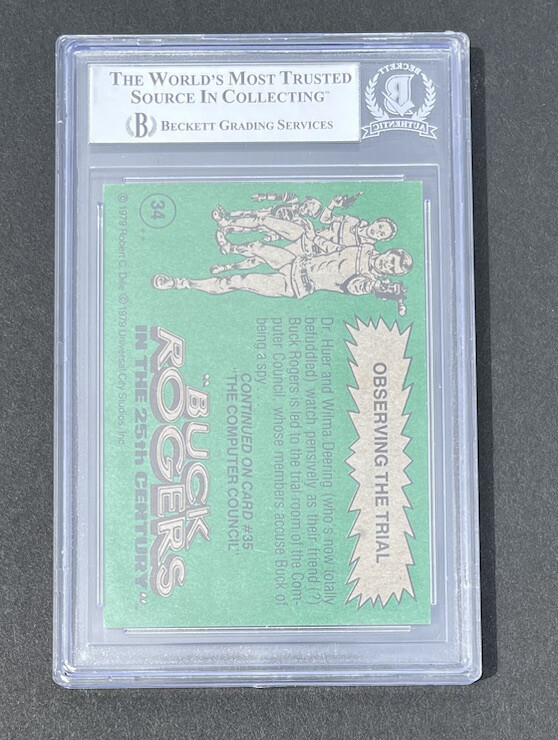 THE WORLD'S MOST TRUSTED
SOURCE IN COLLECTING™
B BECKETT GRADING SERVICES
BECKETT
B
AUTHENTIC
OBSERVING THE TRIAL
Dr. Huer and Wilma Deering (who's now totally
befuddled) watch pensively as their friend (?)
Buck Rogers is led to the trial room of the Com-
puter Council, whose members accuse Buck of
being a spy...
CONTINUED ON CARD #35
"THE COMPUTER COUNCIL"
"BUCK
ROGERS
IN THE 25th CENTURY"
34
**
© 1979 Robert C. Dille © 1979 Universal City Studios, Inc.